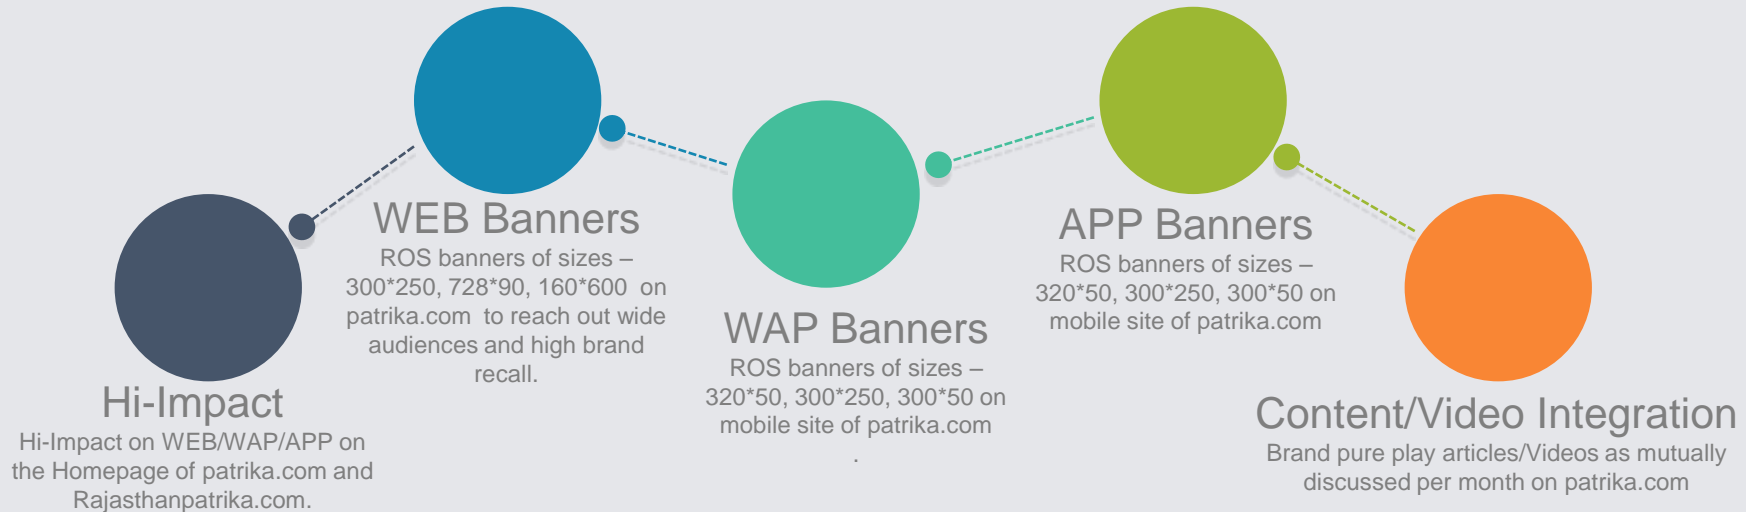 Hi-Impact
Hi-Impact on WEB/WAP/APP on
the Homepage of patrika.com and
Rajasthanpatrika.com.
WEB Banners
ROS banners of sizes –
300*250, 728*90, 160*600 on
patrika.com to reach out wide
audiences and high brand
recall.
WAP Banners
ROS banners of sizes –
320*50, 300*250, 300*50 on
mobile site of patrika.com
.
APP Banners
ROS banners of sizes –
320*50, 300*250, 300*50 on
mobile site of patrika.com
Content/Video Integration
Brand pure play articles/Videos as mutually
discussed per month on patrika.com